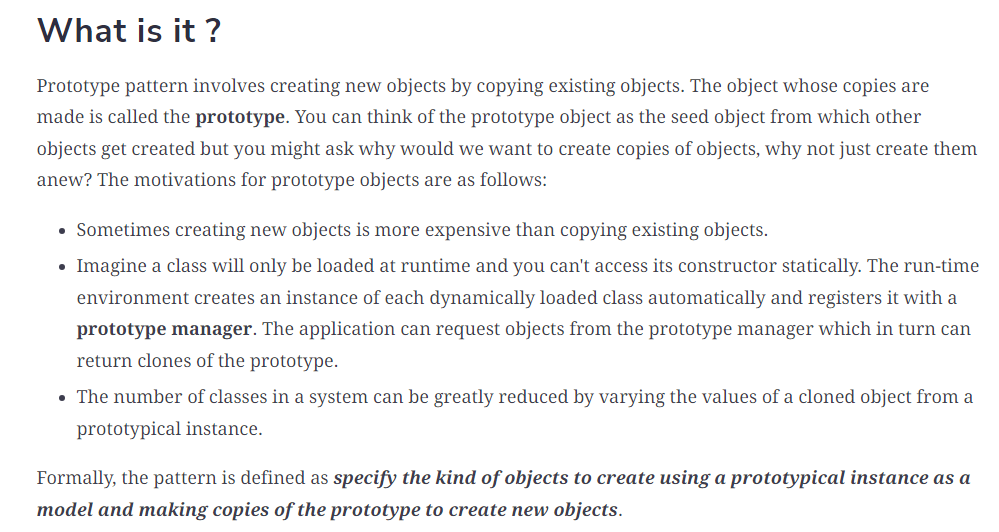 What is it ?
Prototype pattern involves creating new objects by copying existing objects. The object whose copies are
made is called the prototype. You can think of the prototype object as the seed object from which other
objects get created but you might ask why would we want to create copies of objects, why not just create them
anew? The motivations for prototype objects are as follows:
• Sometimes creating new objects is more expensive than copying existing objects.
• Imagine a class will only be loaded at runtime and you can't access its constructor statically. The run-time
environment creates an instance of each dynamically loaded class automatically and registers it with a
prototype manager. The application can request objects from the prototype manager which in turn can
return clones of the prototype.
• The number of classes in a system can be greatly reduced by varying the values of a cloned object from a
prototypical instance.
Formally, the pattern is defined as specify the kind of objects to create using a prototypical instance as a
model and making copies of the prototype to create new objects.